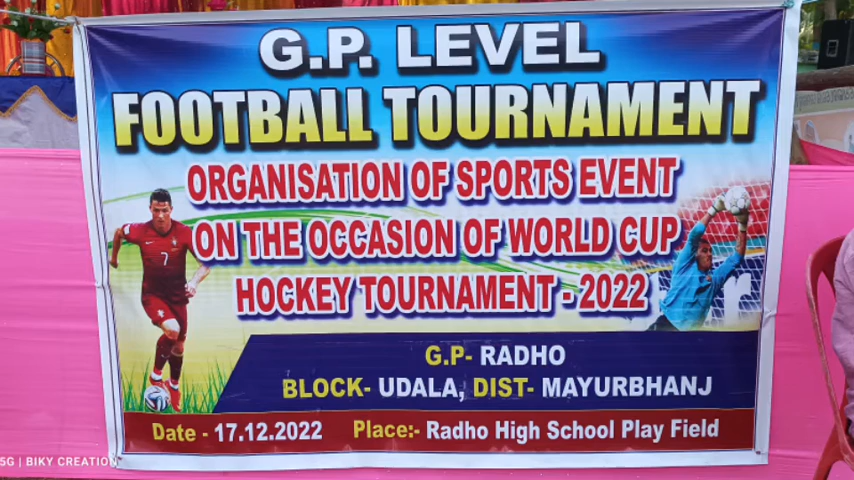 G.P. LEVEL
FOOTBALL TOURNAMENT
ORGANISATION OF SPORTS EVENT
ON THE OCCASION OF WORLD CUP
HOCKEY TOURNAMENT - 2022
7
G.P- RADHO
BLOCK- UDALA, DIST- MAYURBHANJ
Date - 17.12.2022 Place:- Radho High School Play Field
5G | BIKY CREATION